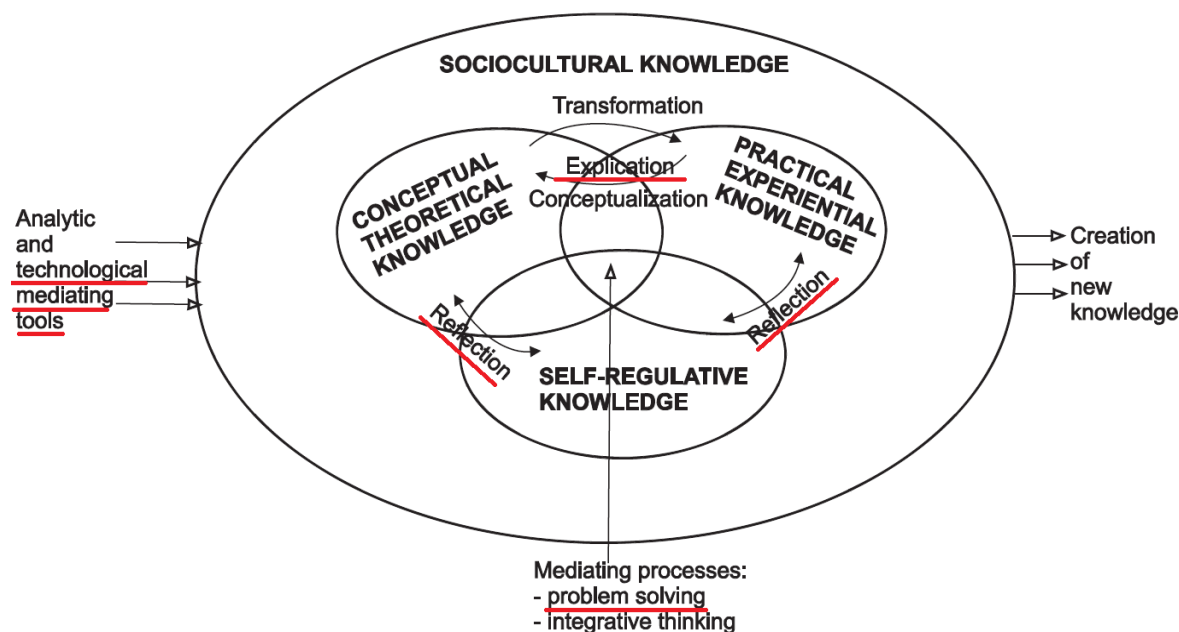 SOCIOCULTURAL KNOWLEDGE
Transformation
CONCEPTUAL
THEORETICAL
KNOWLEDGE
Explication
Conceptualization
PRACTICAL
EXPERIENTIAL
KNOWLEDGE
Analytic
and
technological
mediating
tools
Creation
of
new
knowledge
Reflection
Reflection
SELF-REGULATIVE
KNOWLEDGE
Mediating processes:
- problem solving
- integrative thinking